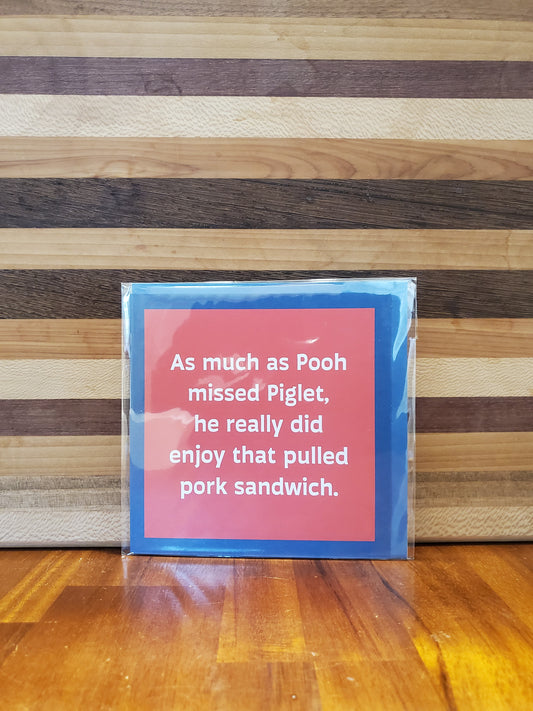 As much as Pooh
missed Piglet,
he really did
enjoy that pulled
pork sandwich.